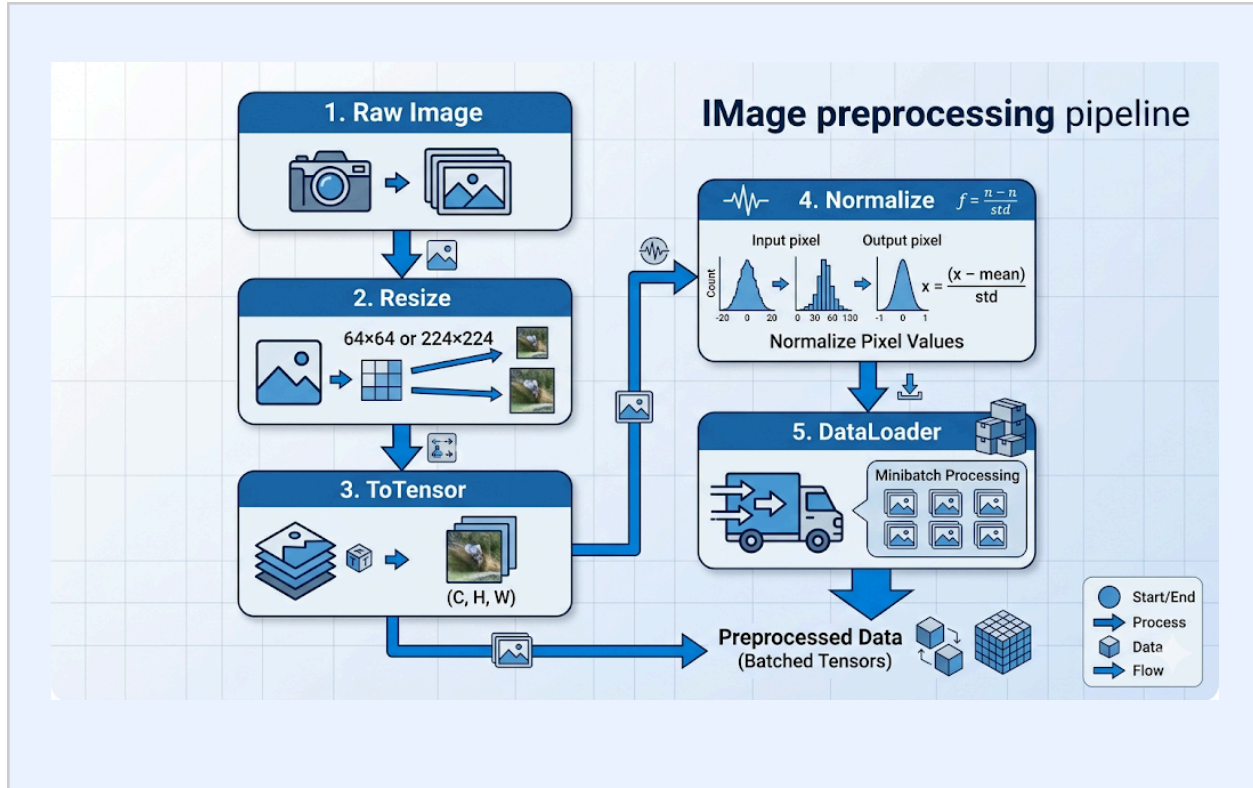 IMage preprocessing pipeline
1. Raw Image
2. Resize
64×64 or 224×224
3. ToTensor
(C, H, W)
4. Normalize
f = n − n / std
Input pixel
Output pixel
Count
-20 0 20
0 30 60 130
-1 0 1
x = (x − mean) / std
Normalize Pixel Values
5. DataLoader
Minibatch Processing
Preprocessed Data
(Batched Tensors)
Start/End
Process
Data
Flow